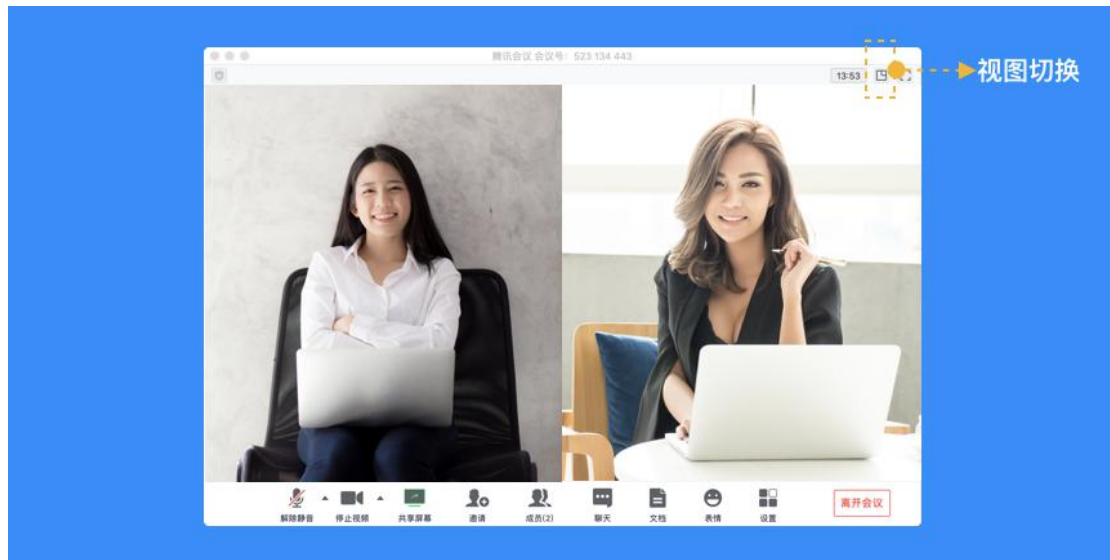 腾讯会议 会议号：523 134 443
13:53
视图切换
解除静音
停止视频
共享屏幕
邀请
成员(2)
聊天
文档
表情
设置
离开会议